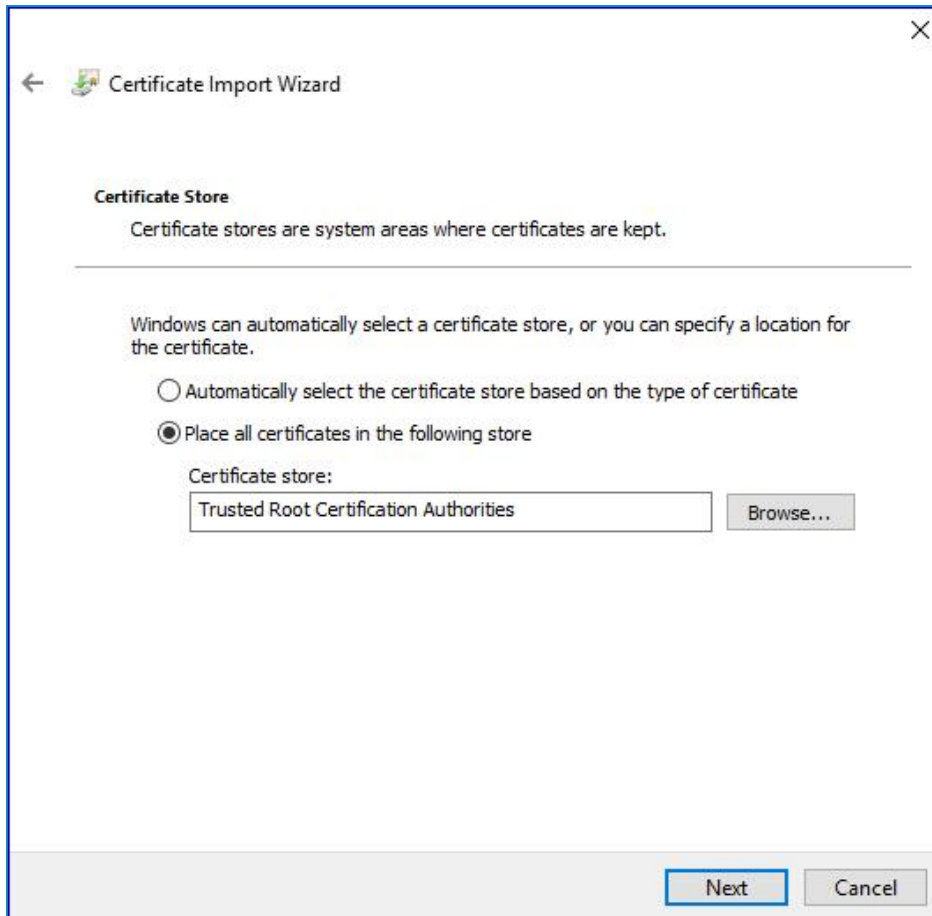 Certificate Import Wizard
Certificate Store
Certificate stores are system areas where certificates are kept.
Windows can automatically select a certificate store, or you can specify a location for
the certificate.
Automatically select the certificate store based on the type of certificate
Place all certificates in the following store
Certificate store:
Trusted Root Certification Authorities
Browse...
Next
Cancel